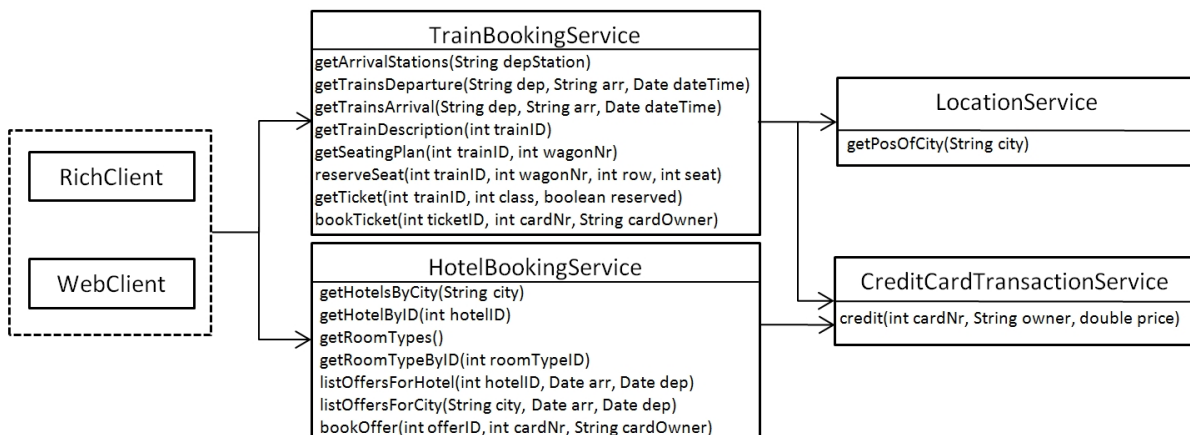 RichClient
WebClient
TrainBookingService
getArrivalStations(String depStation)
getTrainsDeparture(String dep, String arr, Date dateTime)
getTrainsArrival(String dep, String arr, Date dateTime)
getTrainDescription(int trainID)
getSeatingPlan(int trainID, int wagonNr)
reserveSeat(int trainID, int wagonNr, int row, int seat)
getTicket(int trainID, int class, boolean reserved)
bookTicket(int ticketID, int cardNr, String cardOwner)
HotelBookingService
getHotelsByCity(String city)
getHotelByID(int hotelID)
getRoomTypes()
getRoomTypeByID(int roomTypeID)
listOffersForHotel(int hotelID, Date arr, Date dep)
listOffersForCity(String city, Date arr, Date dep)
bookOffer(int offerID, int cardNr, String cardOwner)
LocationService
getPosOfCity(String city)
CreditCardTransactionService
credit(int cardNr, String owner, double price)